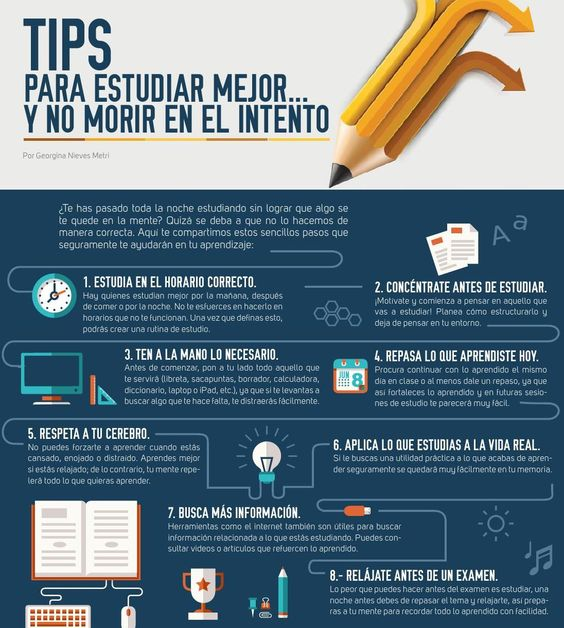 TIPS
PARA ESTUDIAR MEJOR...
Y NO MORIR EN EL INTENTO
Por Georgina Nieves Metri
¿Te has pasado toda la noche estudiando sin lograr que algo se
te quede en la mente? Quizá se deba a que no lo hacemos de
manera correcta. Aquí te compartimos estos sencillos pasos que
seguramente te ayudarán en tu aprendizaje:
Aa
1. ESTUDIA EN EL HORARIO CORRECTO.
Hay quienes estudian mejor por la mañana, después
de comer o por la noche. No te esfuerces en hacerlo en
horarios que no te funcionan. Una vez que definas esto,
podrás crear una rutina de estudio.
2. CONCÉNTRATE ANTES DE ESTUDIAR.
¡Motívate y comienza a pensar en aquello que
vas a estudiar! Planea cómo estructurarlo y
deja de pensar en tu entorno.
3. TEN A LA MANO LO NECESARIO.
Antes de comenzar, pon a tu lado todo aquello que
te servirá (libreta, sacapuntas, borrador, calculadora,
diccionario, laptop o iPad, etc.), ya que si te levantas a
buscar algo que te hace falta, te distraerás fácilmente.
JUN
8
4. REPASA LO QUE APRENDISTE HOY.
Procura continuar con lo aprendido el mismo
día en clase o al menos dale un repaso, ya que
así fortaleces lo aprendido y en futuras sesio-
nes de estudio te parecerá muy fácil.
5. RESPETA A TU CEREBRO.
No puedes forzarte a aprender cuando estás
cansado, enojado o distraido. Aprendes mejor
si estás relajado; de lo contrario, tu mente repe-
lerá todo lo que quieras aprender.
6. APLICA LO QUE ESTUDIAS A LA VIDA REAL.
Si le buscas una utilidad práctica a lo que acabas de apren-
der seguramente se quedará muy fácilmente en tu memoria.
7. BUSCA MÁS INFORMACIÓN.
Herramientas como el internet también son útiles para buscar
información relacionada a lo que estás estudiando. Puedes con-
sultar videos o artículos que refuercen lo aprendido.
8.- RELÁJATE ANTES DE UN EXAMEN.
Lo peor que puedes hacer antes del examen es estudiar, una
noche antes debes de repasar el tema y relajarte, así prepa-
ras a tu mente para recordar todo lo aprendido con facilidad.